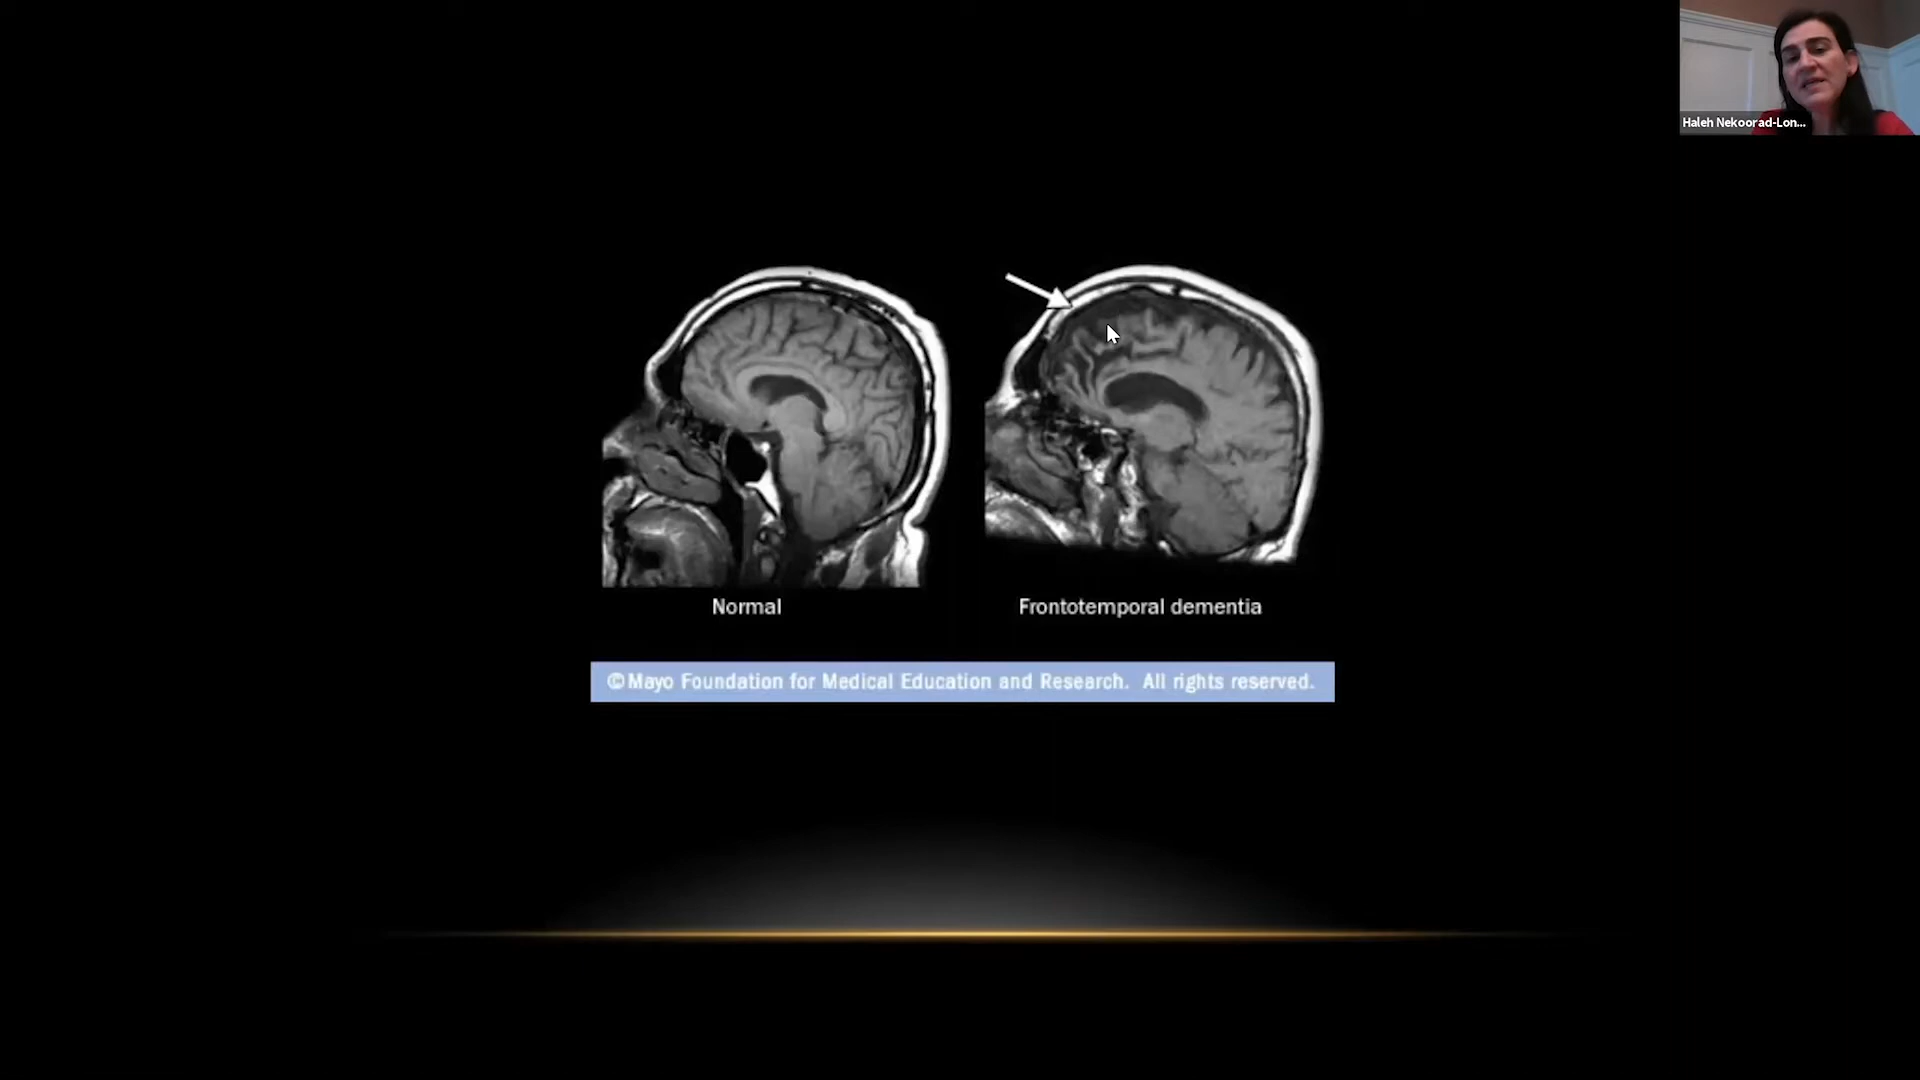 Haleh Nekoorad-Lon...
Normal
Frontotemporal dementia
©Mayo Foundation for Medical Education and Research. All rights reserved.